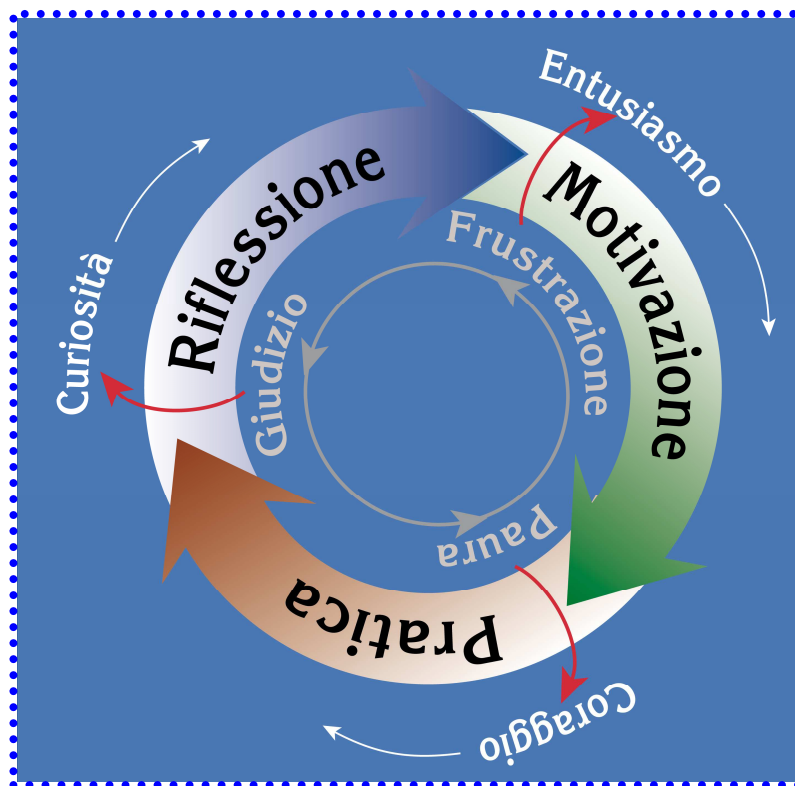 Entusiasmo
Motivazione
Riflessione
Frustrazione
Curiosità
Giudizio
Paura
Pratica
Coraggio